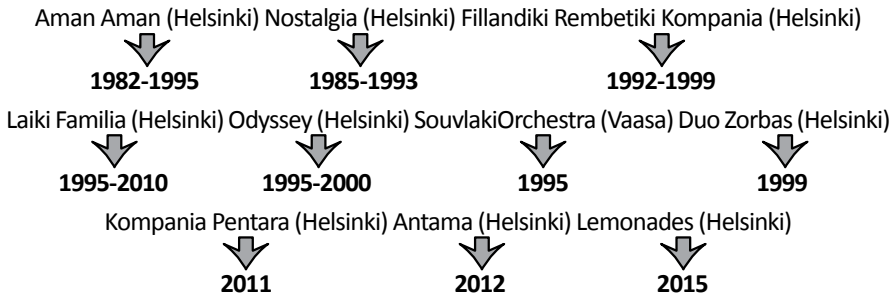 Aman Aman (Helsinki) Nostalgia (Helsinki) Fillandiki Rembetiki Kompania (Helsinki)
1982-1995 1985-1993 1992-1999
Laiki Familia (Helsinki) Odyssey (Helsinki) SouvlakiOrchestra (Vaasa) Duo Zorbas (Helsinki)
1995-2010 1995-2000 1995 1999
Kompania Pentara (Helsinki) Antama (Helsinki) Lemonades (Helsinki)
2011 2012 2015